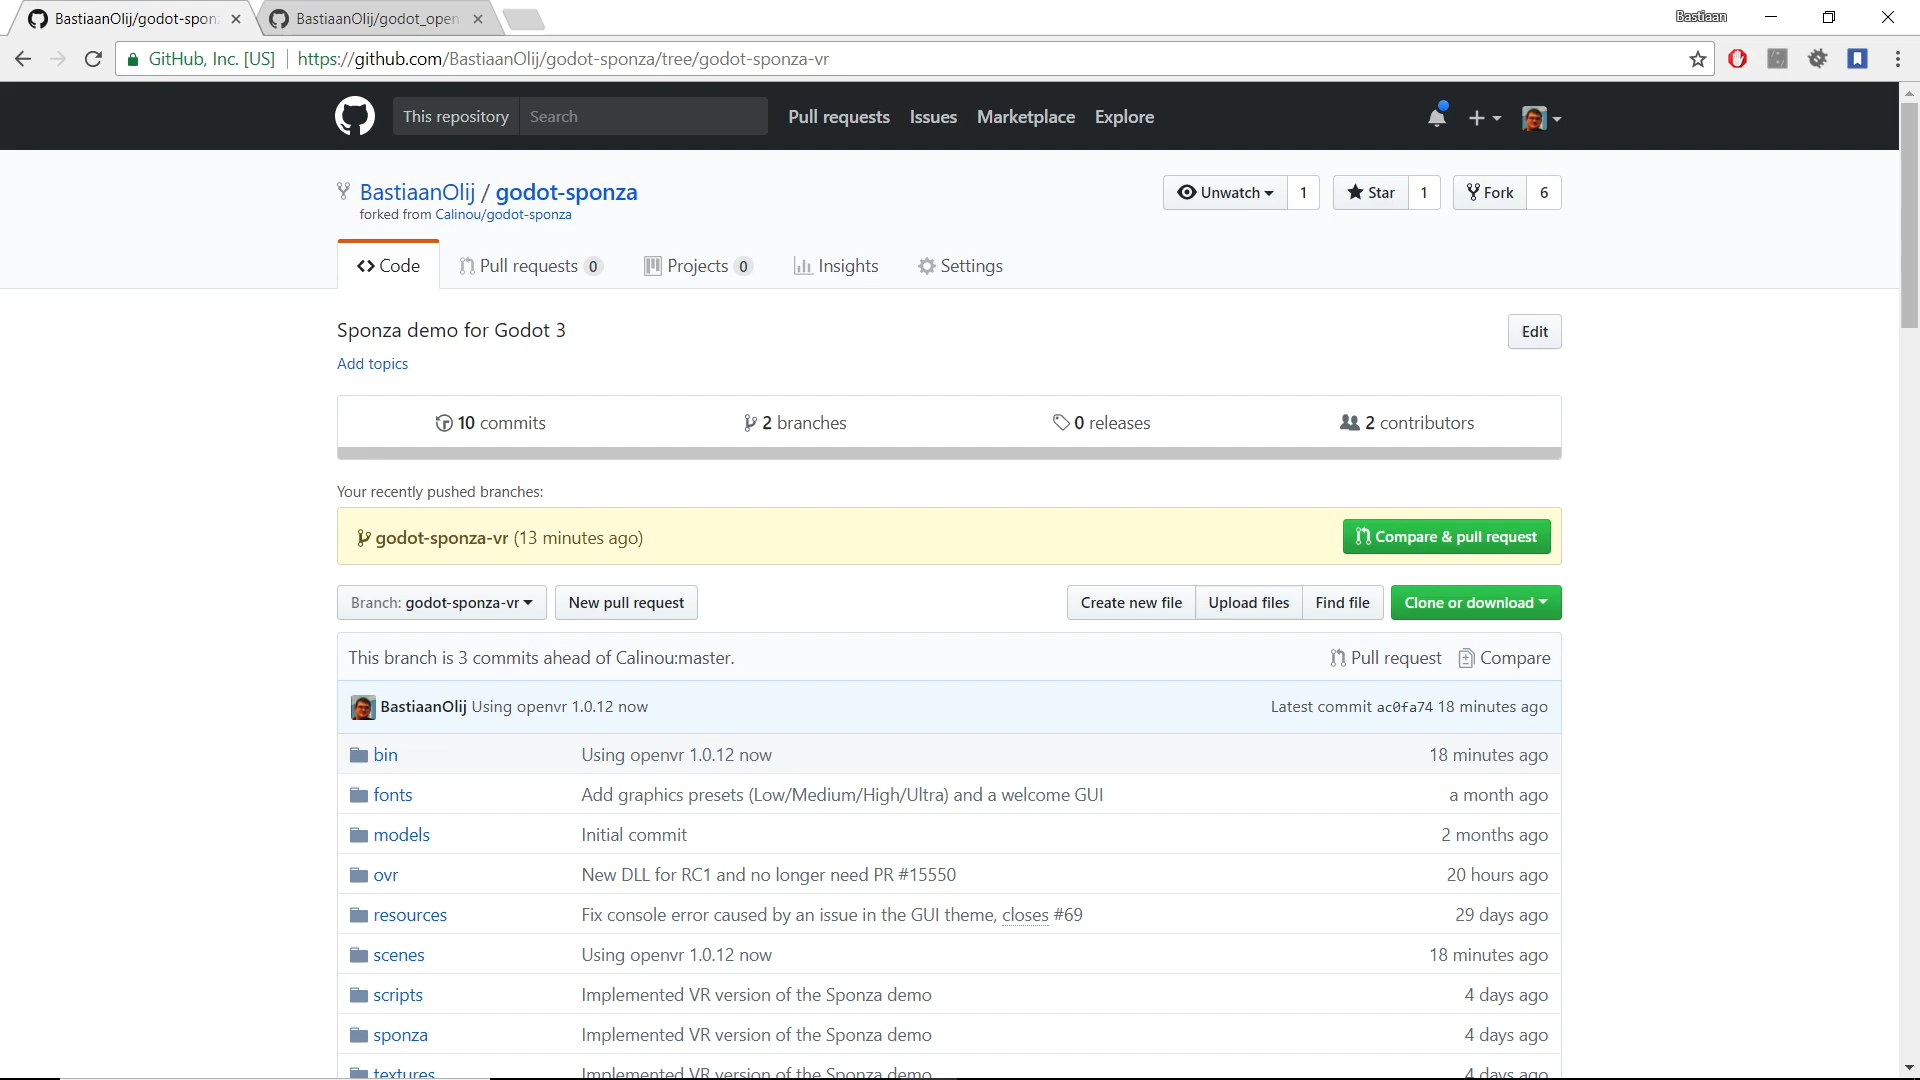 BastiaanOlij/godot-spon
BastiaanOlij/godot_open
Bastiaan
GitHub, Inc. [US]
https://github.com/BastiaanOlij/godot-sponza/tree/godot-sponza-vr
This repository
Search
Pull requests
Issues
Marketplace
Explore
BastiaanOlij / godot-sponza
forked from Calinou/godot-sponza
Unwatch 1
Star 1
Fork 6
Code
Pull requests 0
Projects 0
Insights
Settings
Sponza demo for Godot 3
Edit
Add topics
10 commits
2 branches
0 releases
2 contributors
Your recently pushed branches:
godot-sponza-vr (13 minutes ago)
Compare & pull request
Branch: godot-sponza-vr
New pull request
Create new file
Upload files
Find file
Clone or download
This branch is 3 commits ahead of Calinou:master.
Pull request
Compare
BastiaanOlij Using openvr 1.0.12 now
Latest commit ac0fa74 18 minutes ago
bin Using openvr 1.0.12 now 18 minutes ago
fonts Add graphics presets (Low/Medium/High/Ultra) and a welcome GUI a month ago
models Initial commit 2 months ago
ovr New DLL for RC1 and no longer need PR #15550 20 hours ago
resources Fix console error caused by an issue in the GUI theme, closes #69 29 days ago
scenes Using openvr 1.0.12 now 18 minutes ago
scripts Implemented VR version of the Sponza demo 4 days ago
sponza Implemented VR version of the Sponza demo 4 days ago
textures Implemented VR version of the Sponza demo 4 days ago